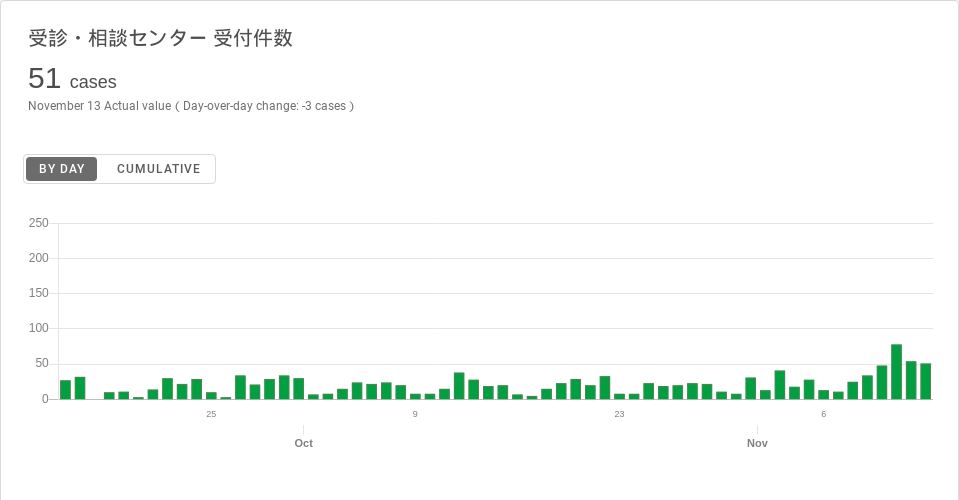 受診・相談センター 受付件数
51 cases
November 13 Actual value ( Day-over-day change: -3 cases )
BY DAY CUMULATIVE
250
200
150
100
50
0
25 9 23 6
Oct Nov